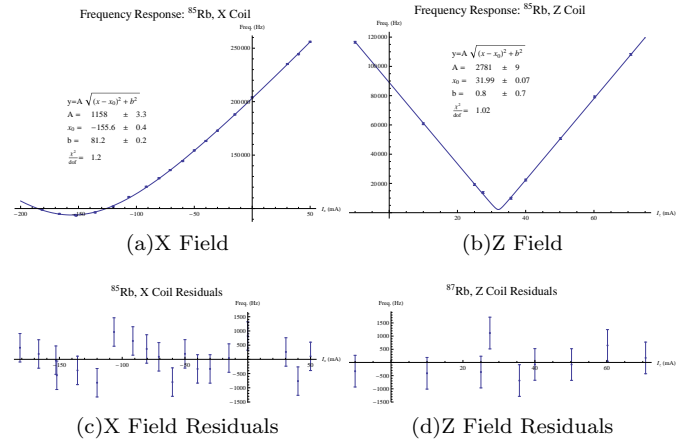 Frequency Response: ⁸⁵Rb, X Coil
Freq. (Hz)
250000
200000
150000
100000
y=A √(x − x₀)² + b²
A = 1158 ± 3.3
x₀ = −155.6 ± 0.4
b = 81.2 ± 0.2
χ²/dof = 1.2
−200 −150 −100 −50 0 50
(mA)
(a)X Field
Frequency Response: ⁸⁵Rb, Z Coil
Freq. (Hz)
120000
100000
80000
60000
40000
20000
y=A √(x − x₀)² + b²
A = 2781 ± 9
x₀ = 31.99 ± 0.07
b = 0.8 ± 0.7
χ²/dof = 1.02
20 40 60
(mA)
(b)Z Field
⁸⁵Rb, X Coil Residuals
Freq. (Hz)
1500
1000
500
−500
−1000
−1500
−150 −100 −50 50
(mA)
(c)X Field Residuals
⁸⁷Rb, Z Coil Residuals
Freq. (Hz)
1500
1000
500
−500
−1000
−1500
20 40 60
(mA)
(d)Z Field Residuals